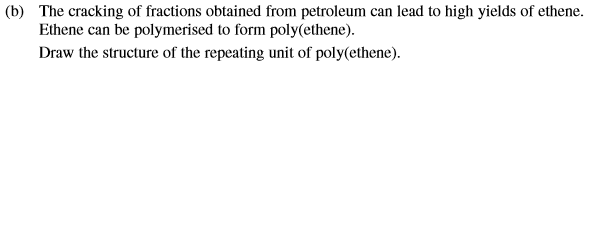 (b) The cracking of fractions obtained from petroleum can lead to high yields of ethene.
Ethene can be polymerised to form poly(ethene).
Draw the structure of the repeating unit of poly(ethene).